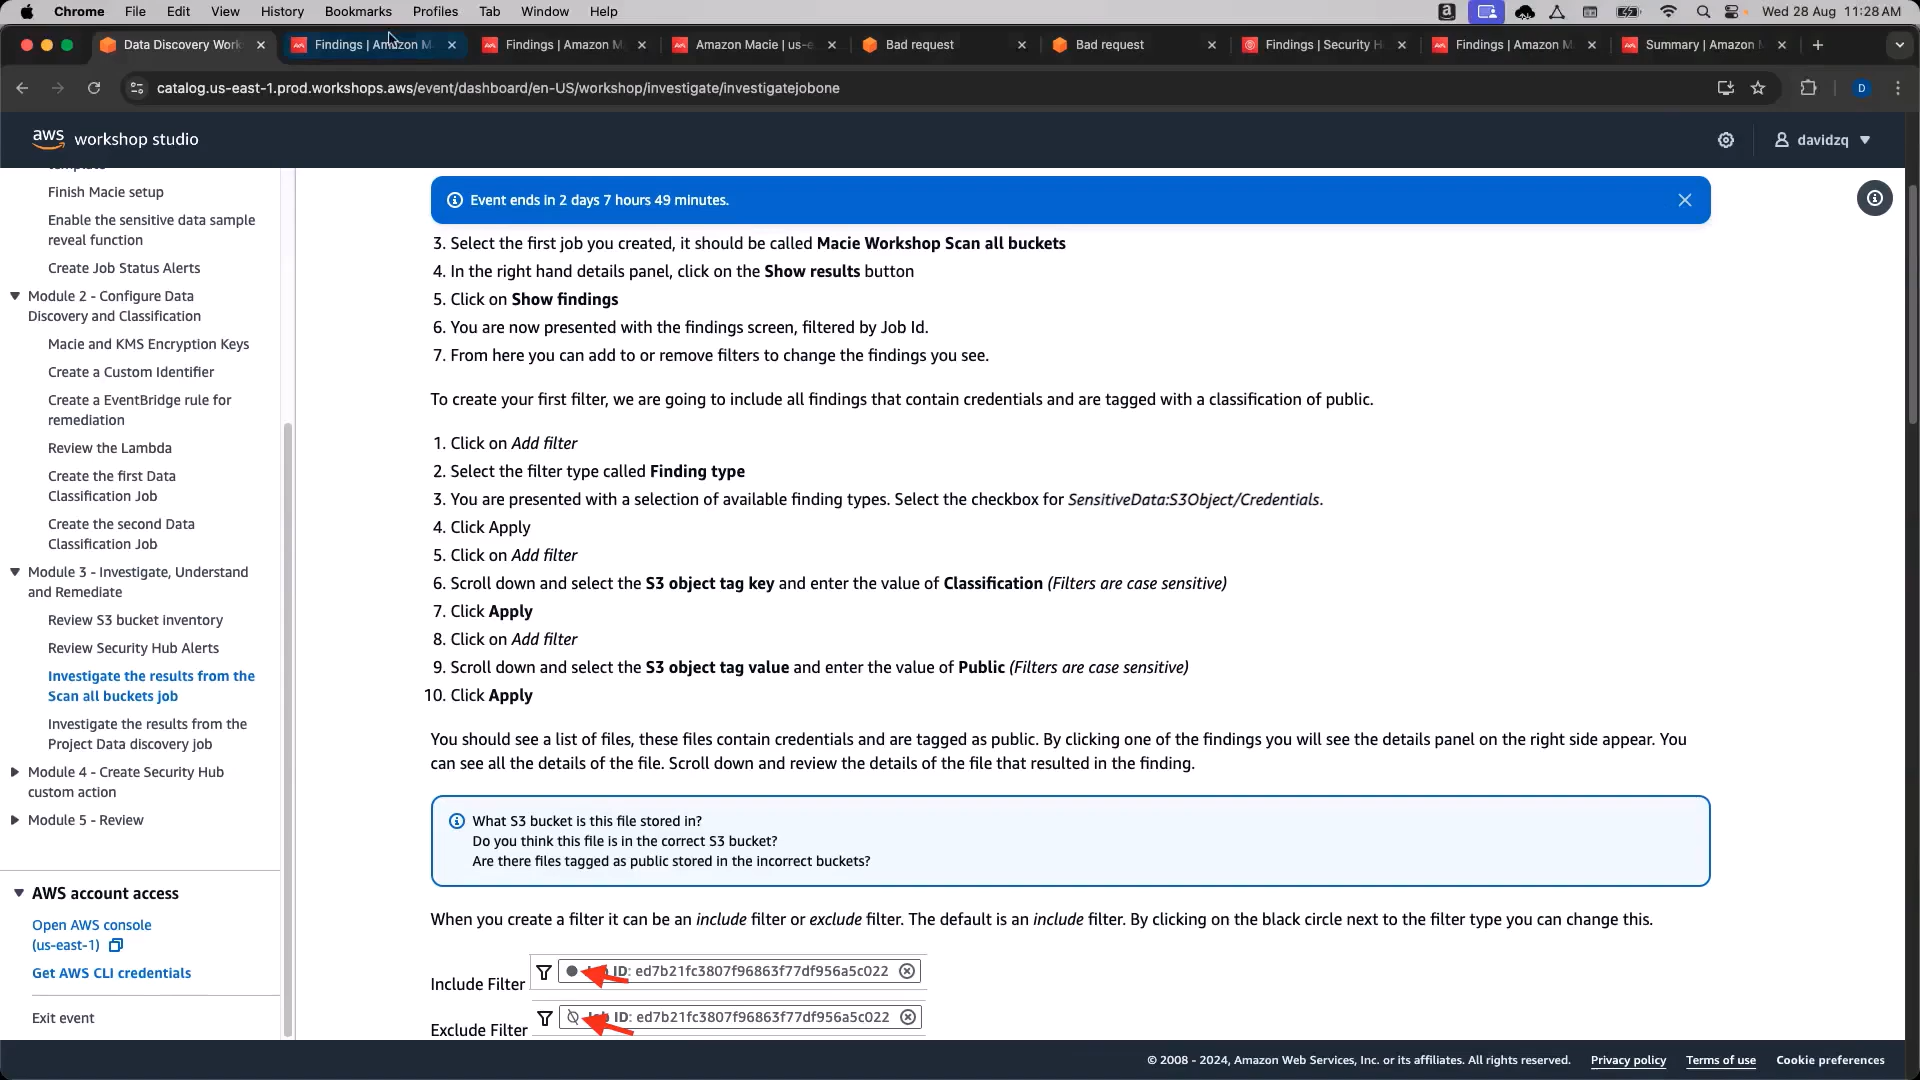 Chrome File Edit View History Bookmarks Profiles Tab Window Help
Wed 28 Aug 11:28 AM
Data Discovery Work
Findings | Amazon M
Findings | Amazon M
Amazon Macie | us-e
Bad request
Bad request
Findings | Security H
Findings | Amazon M
Summary | Amazon M
catalog.us-east-1.prod.workshops.aws/event/dashboard/en-US/workshop/investigate/investigatejobone
D
aws workshop studio
davidzq
template
Finish Macie setup
Enable the sensitive data sample
reveal function
Create Job Status Alerts
Module 2 - Configure Data
Discovery and Classification
Macie and KMS Encryption Keys
Create a Custom Identifier
Create a EventBridge rule for
remediation
Review the Lambda
Create the first Data
Classification Job
Create the second Data
Classification Job
Module 3 - Investigate, Understand
and Remediate
Review S3 bucket inventory
Review Security Hub Alerts
Investigate the results from the
Scan all buckets job
Investigate the results from the
Project Data discovery job
Module 4 - Create Security Hub
custom action
Module 5 - Review
AWS account access
Open AWS console
(us-east-1)
Get AWS CLI credentials
Exit event
Event ends in 2 days 7 hours 49 minutes.
3. Select the first job you created, it should be called Macie Workshop Scan all buckets
4. In the right hand details panel, click on the Show results button
5. Click on Show findings
6. You are now presented with the findings screen, filtered by Job Id.
7. From here you can add to or remove filters to change the findings you see.
To create your first filter, we are going to include all findings that contain credentials and are tagged with a classification of public.
1. Click on Add filter
2. Select the filter type called Finding type
3. You are presented with a selection of available finding types. Select the checkbox for SensitiveData:S3Object/Credentials.
4. Click Apply
5. Click on Add filter
6. Scroll down and select the S3 object tag key and enter the value of Classification (Filters are case sensitive)
7. Click Apply
8. Click on Add filter
9. Scroll down and select the S3 object tag value and enter the value of Public (Filters are case sensitive)
10. Click Apply
You should see a list of files, these files contain credentials and are tagged as public. By clicking one of the findings you will see the details panel on the right side appear. You
can see all the details of the file. Scroll down and review the details of the file that resulted in the finding.
What S3 bucket is this file stored in?
Do you think this file is in the correct S3 bucket?
Are there files tagged as public stored in the incorrect buckets?
When you create a filter it can be an include filter or exclude filter. The default is an include filter. By clicking on the black circle next to the filter type you can change this.
Include Filter ID: ed7b21fc3807f96863f77df956a5c022
Exclude Filter ID: ed7b21fc3807f96863f77df956a5c022
© 2008 - 2024, Amazon Web Services, Inc. or its affiliates. All rights reserved. Privacy policy Terms of use Cookie preferences